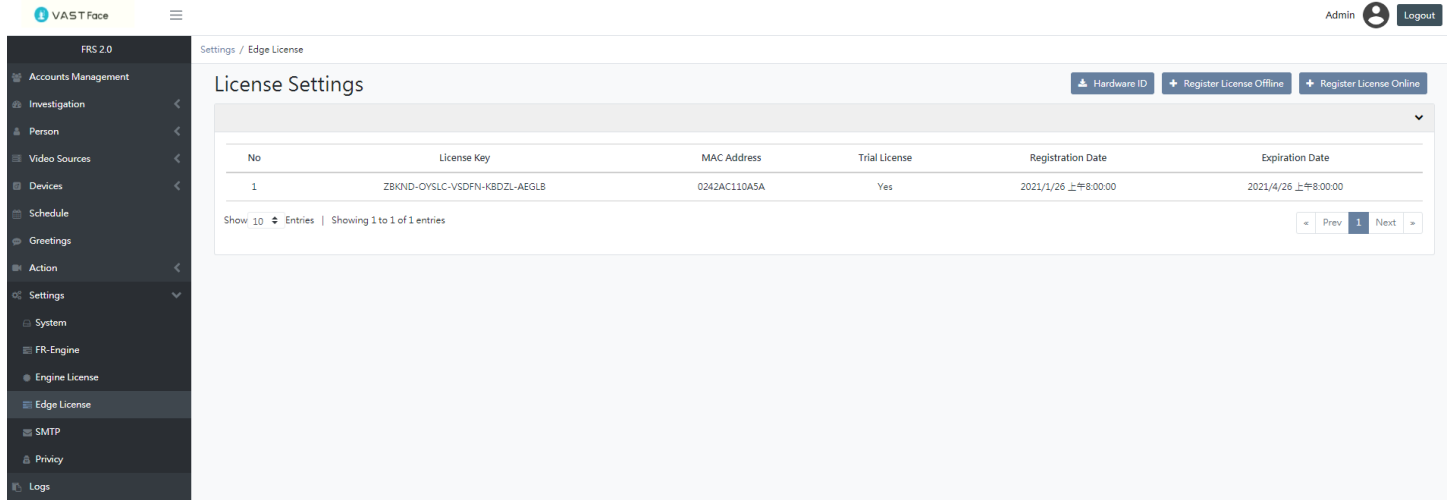 VAST Face
Admin
Logout
FRS 2.0
Settings / Edge License
Accounts Management
Investigation
Person
Video Sources
Devices
Schedule
Greetings
Action
Settings
System
FR-Engine
Engine License
Edge License
SMTP
Privicy
Logs
License Settings
Hardware ID
+ Register License Offline
+ Register License Online
No License Key MAC Address Trial License Registration Date Expiration Date
1 ZBKND-OYSLC-VSDFN-KBDZL-AEGLB 0242AC110A5A Yes 2021/1/26 上午8:00:00 2021/4/26 上午8:00:00
Show 10 Entries | Showing 1 to 1 of 1 entries
« Prev 1 Next »